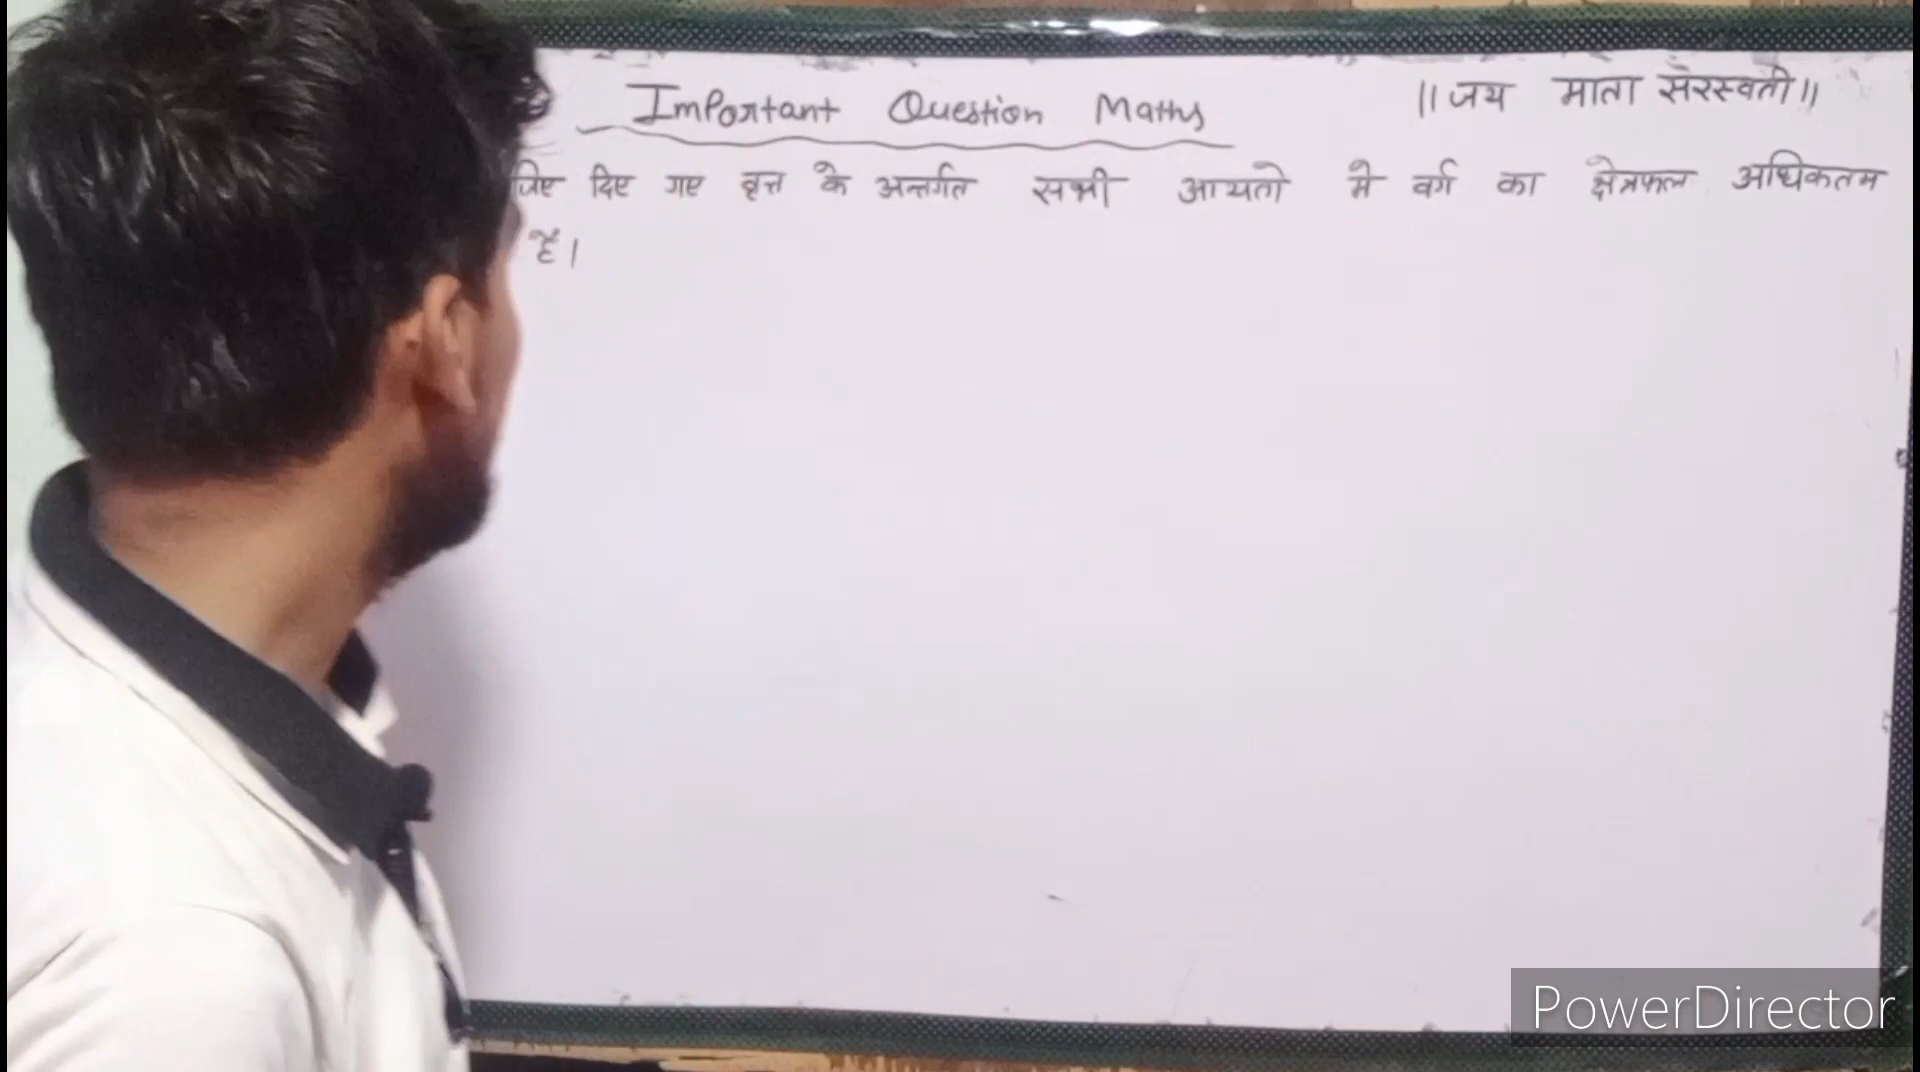 Important Question Maths ॥ जय माता सरस्वती ॥
दिए गए वृत्त के अन्तर्गत सभी आयतो मे वर्ग का क्षेत्रफल अधिकतम
है।
PowerDirector